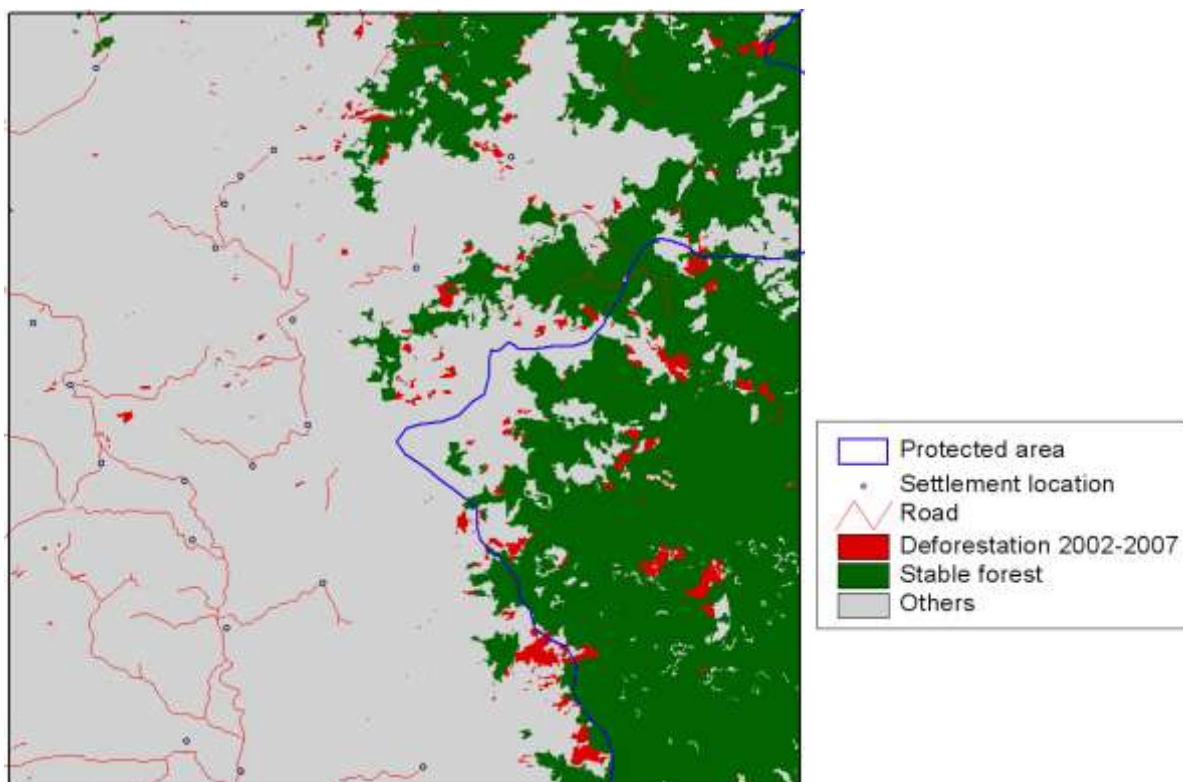 Protected area
Settlement location
Road
Deforestation 2002-2007
Stable forest
Others